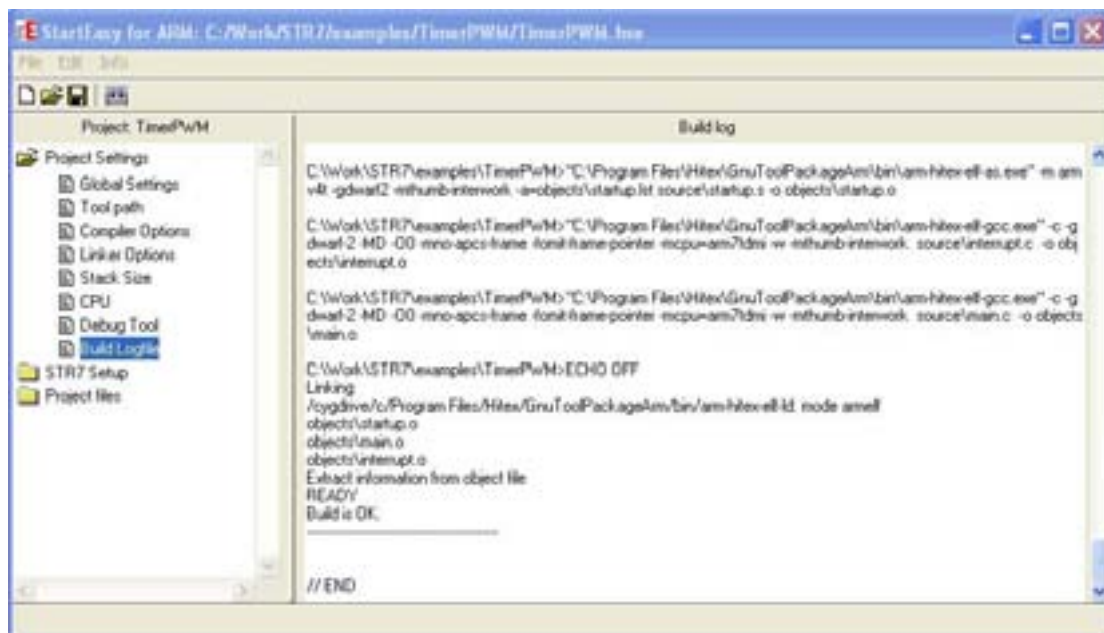 StartEasy for ARM: C:/Work/STR7/examples/TimerPWM/TimerPWM.hse
File Edit Info
Project: TimerPWM
Build log
Project Settings
Global Settings
Tool path
Compiler Options
Linker Options
Stack Size
CPU
Debug Tool
Build Logfile
STR7 Setup
Project files
C:\Work\STR7\examples\TimerPWM>"C:\Program Files\Hitex\GnuToolPackageArm\bin\arm-hitex-elf-as.exe" -m arm
v4t -gdwarf2 -mthumb-interwork -a=objects\startup.lst source\startup.s -o objects\startup.o
C:\Work\STR7\examples\TimerPWM>"C:\Program Files\Hitex\GnuToolPackageArm\bin\arm-hitex-elf-gcc.exe" -c -g
dwarf-2 -MD -O0 -mno-apcs-frame -fomit-frame-pointer -mcpu=arm7tdmi -w -mthumb-interwork source\interrupt.c -o obj
ects\interrupt.o
C:\Work\STR7\examples\TimerPWM>"C:\Program Files\Hitex\GnuToolPackageArm\bin\arm-hitex-elf-gcc.exe" -c -g
dwarf-2 -MD -O0 -mno-apcs-frame -fomit-frame-pointer -mcpu=arm7tdmi -w -mthumb-interwork source\main.c -o objects
\main.o
C:\Work\STR7\examples\TimerPWM>ECHO OFF
Linking
/cygdrive/c/Program Files/Hitex/GnuToolPackageArm/bin/arm-hitex-elf-ld: mode armelf
objects\startup.o
objects\main.o
objects\interrupt.o
Extract information from object file
READY
Build is OK.
----------------------------------------
// END